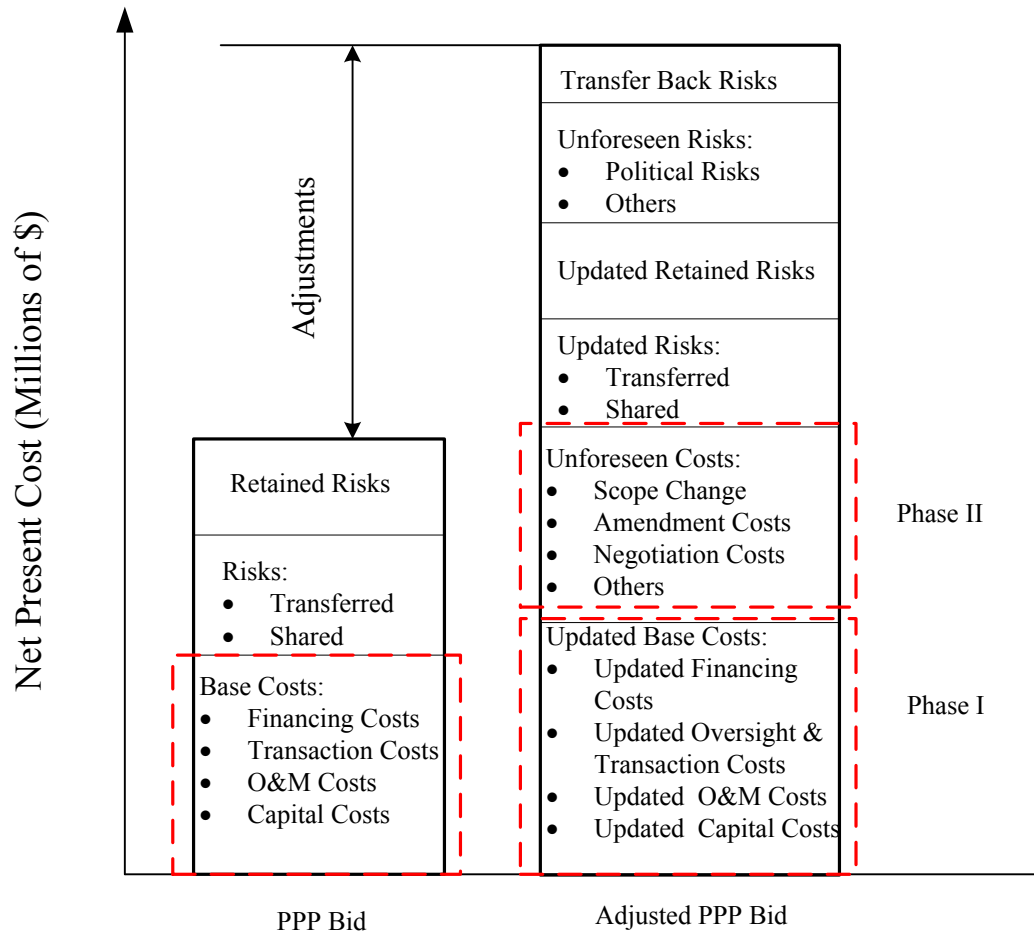 Net Present Cost (Millions of $)
Adjustments
Retained Risks
Risks:
• Transferred
• Shared
Base Costs:
• Financing Costs
• Transaction Costs
• O&M Costs
• Capital Costs
PPP Bid
Transfer Back Risks
Unforeseen Risks:
• Political Risks
• Others
Updated Retained Risks
Updated Risks:
• Transferred
• Shared
Unforeseen Costs:
• Scope Change
• Amendment Costs
• Negotiation Costs
• Others
Phase II
Updated Base Costs:
• Updated Financing
Costs
• Updated Oversight &
Transaction Costs
• Updated O&M Costs
• Updated Capital Costs
Phase I
Adjusted PPP Bid